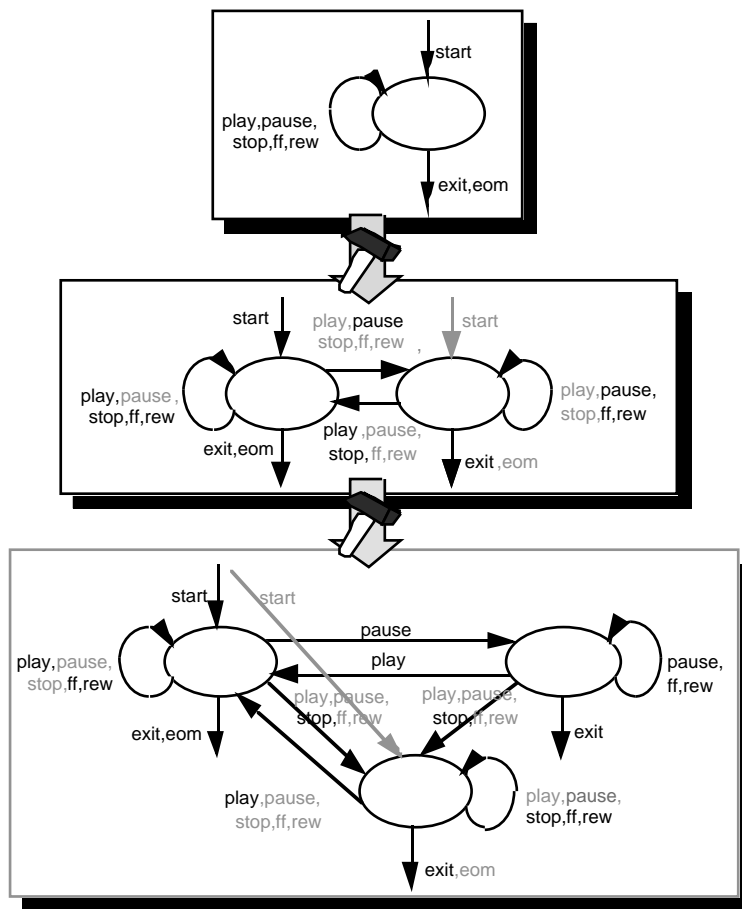 start
play,pause,
stop,ff,rew
exit,eom
start
play,pause
stop,ff,rew ,
start
play,pause,
stop,ff,rew
play,pause,
stop,ff,rew
play,pause,
stop,ff,rew
exit,eom
exit,eom
start
start
pause
play
play,pause,
stop,ff,rew
pause,
ff,rew
play,pause,
stop,ff,rew
play,pause,
stop,ff,rew
exit,eom
exit
play,pause,
stop,ff,rew
play,pause,
stop,ff,rew
exit,eom